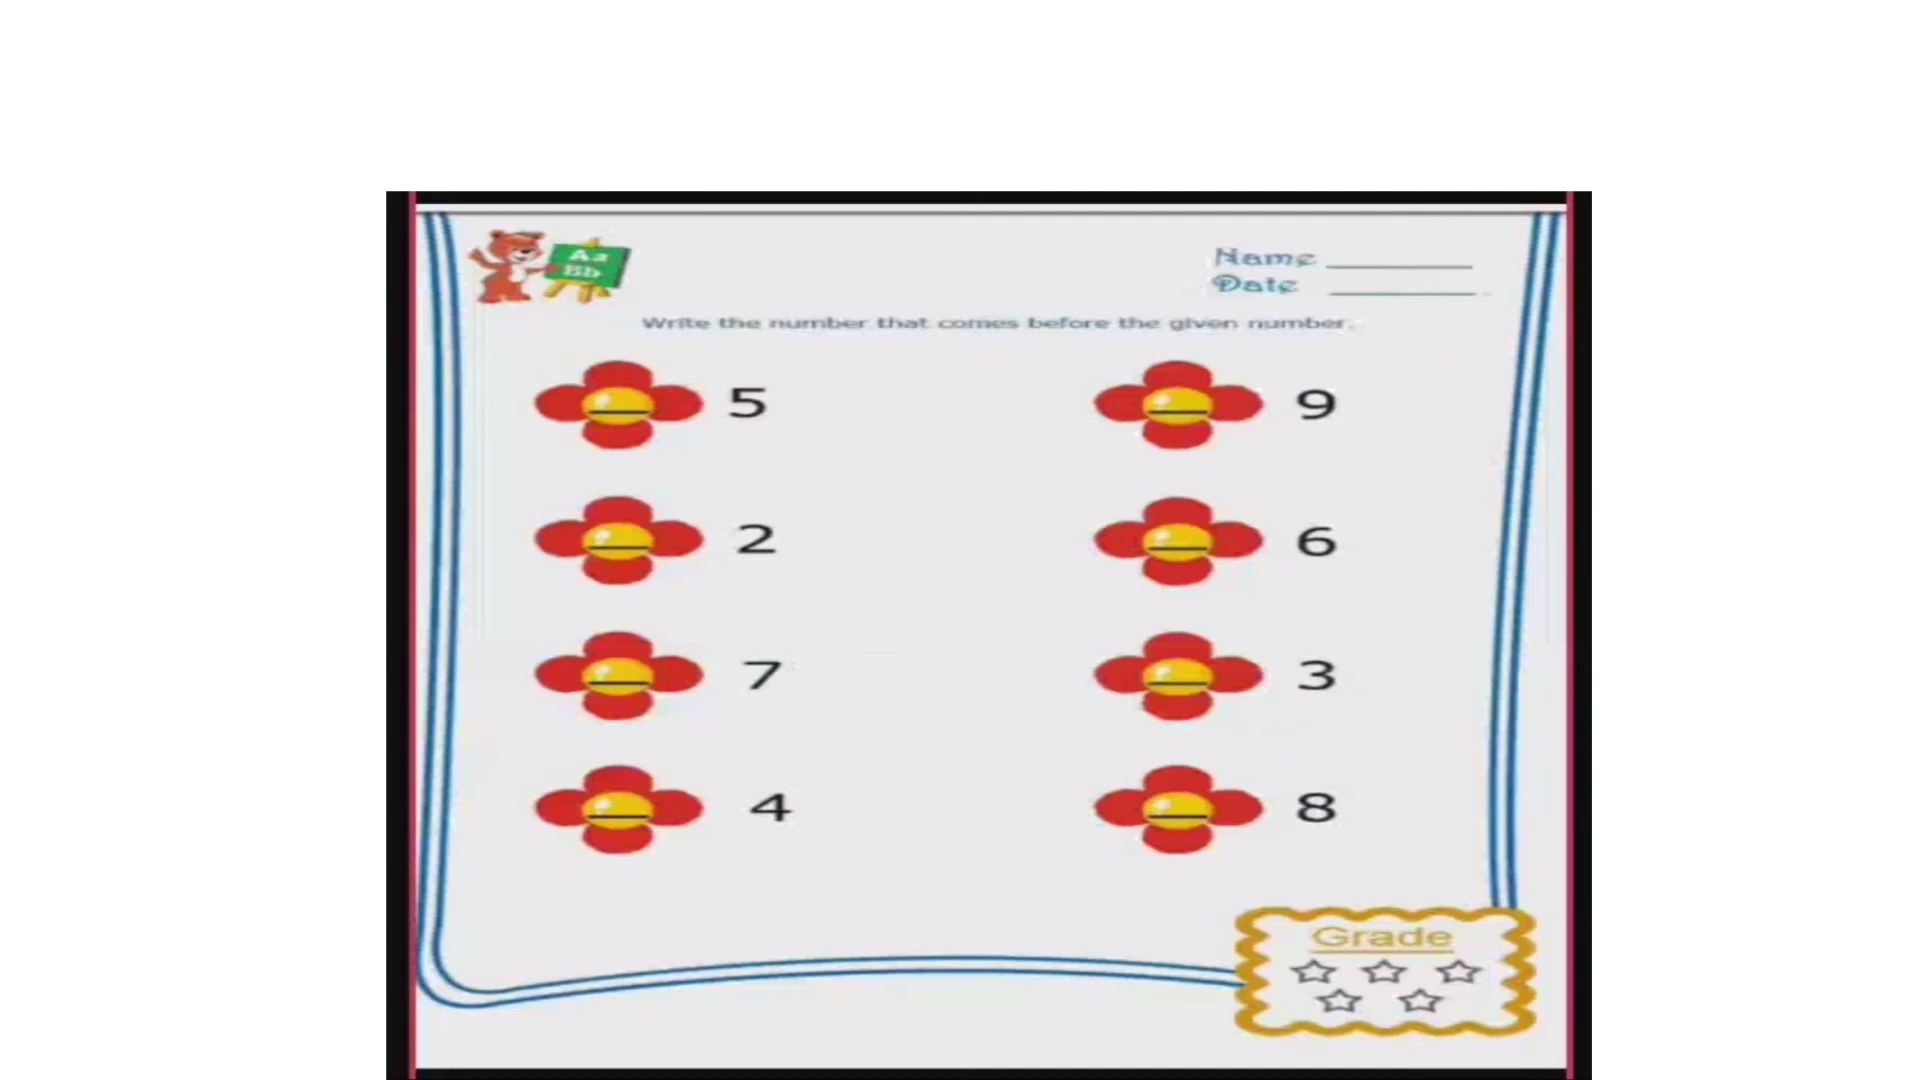 Aa
Bb
Name
Date
Write the number that comes before the given number.
5 9
2 6
7 3
4 8
Grade